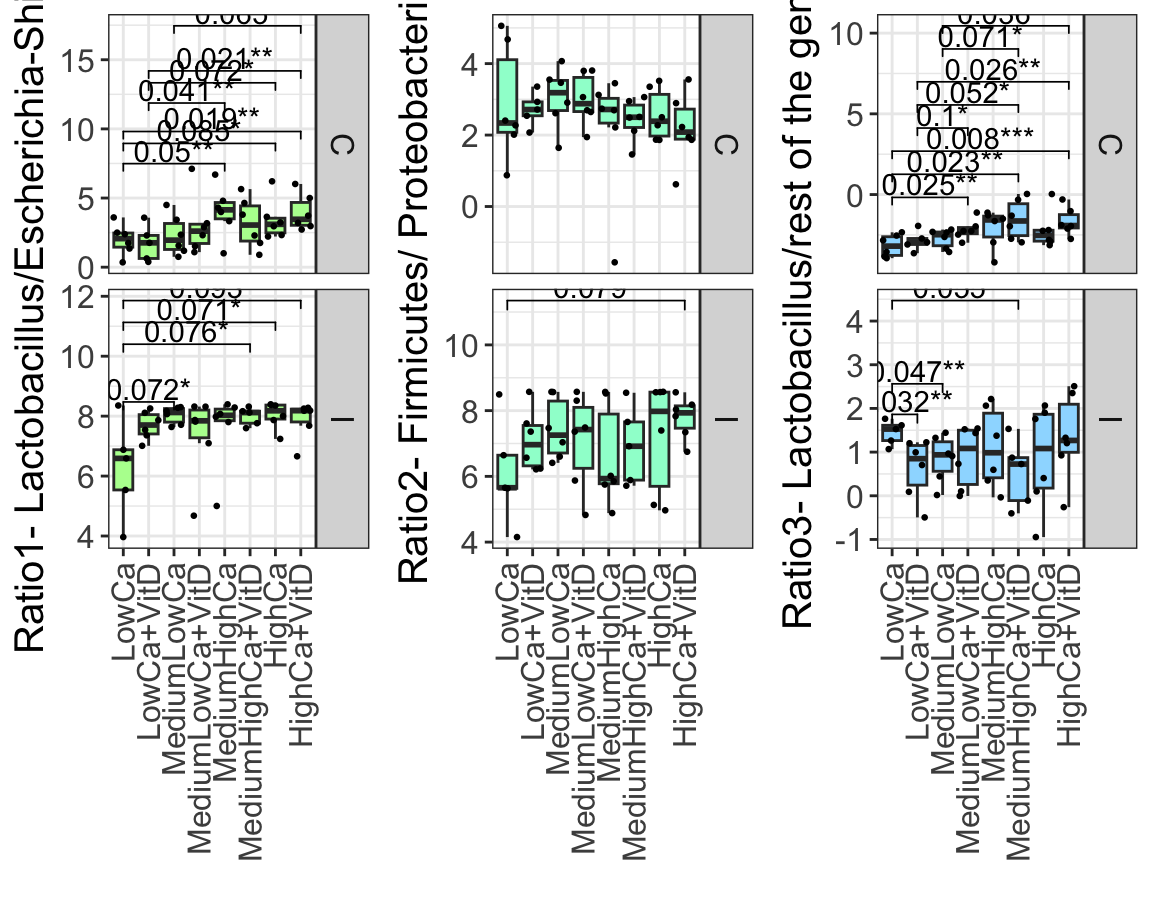 Ratio1- Lactobacillus/Escherichia-Shi
15
10
5
0
0.021**
0.072*
0.041**
0.019**
0.085*
0.05**
C
12
10
8
6
4
0.071*
0.076*
0.072*
I
LowCa
LowCa+VitD
MediumLowCa
MediumLowCa+VitD
MediumHighCa
MediumHighCa+VitD
HighCa
HighCa+VitD
Ratio2- Firmicutes/ Proteobacteri
4
2
0
C
10
8
6
4
0.079
I
LowCa
LowCa+VitD
MediumLowCa
MediumLowCa+VitD
MediumHighCa
MediumHighCa+VitD
HighCa
HighCa+VitD
Ratio3- Lactobacillus/rest of the gen
10
5
0
0.071*
0.026**
0.052*
0.1*
0.008***
0.023**
0.025**
C
4
3
2
1
0
-1
0.047**
032**
I
LowCa
LowCa+VitD
MediumLowCa
MediumLowCa+VitD
MediumHighCa
MediumHighCa+VitD
HighCa
HighCa+VitD